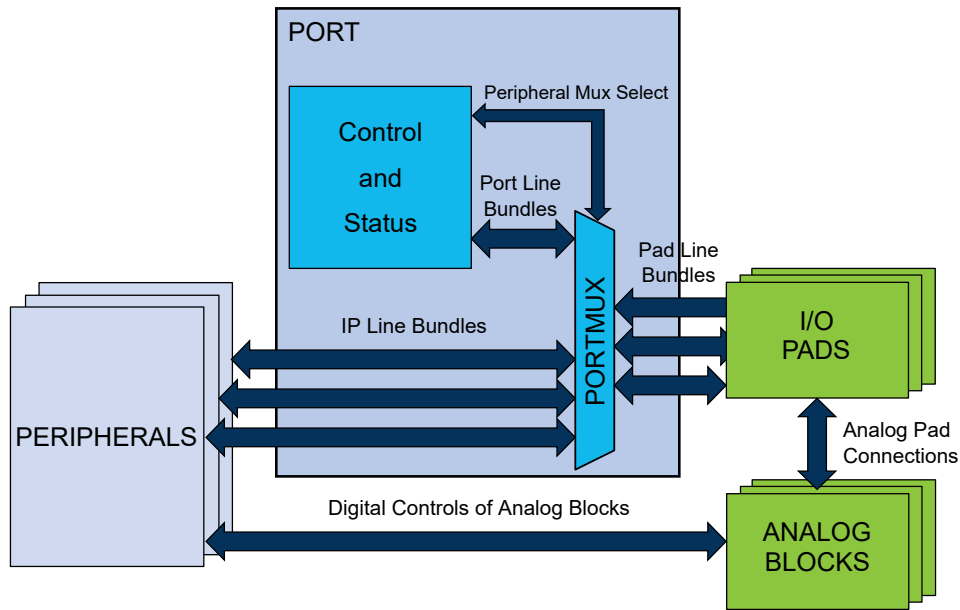 PORT
Peripheral Mux Select
Control
and
Status
Port Line
Bundles
Pad Line
Bundles
PORTMUX
IP Line Bundles
I/O
PADS
PERIPHERALS
Analog Pad
Connections
Digital Controls of Analog Blocks
ANALOG
BLOCKS